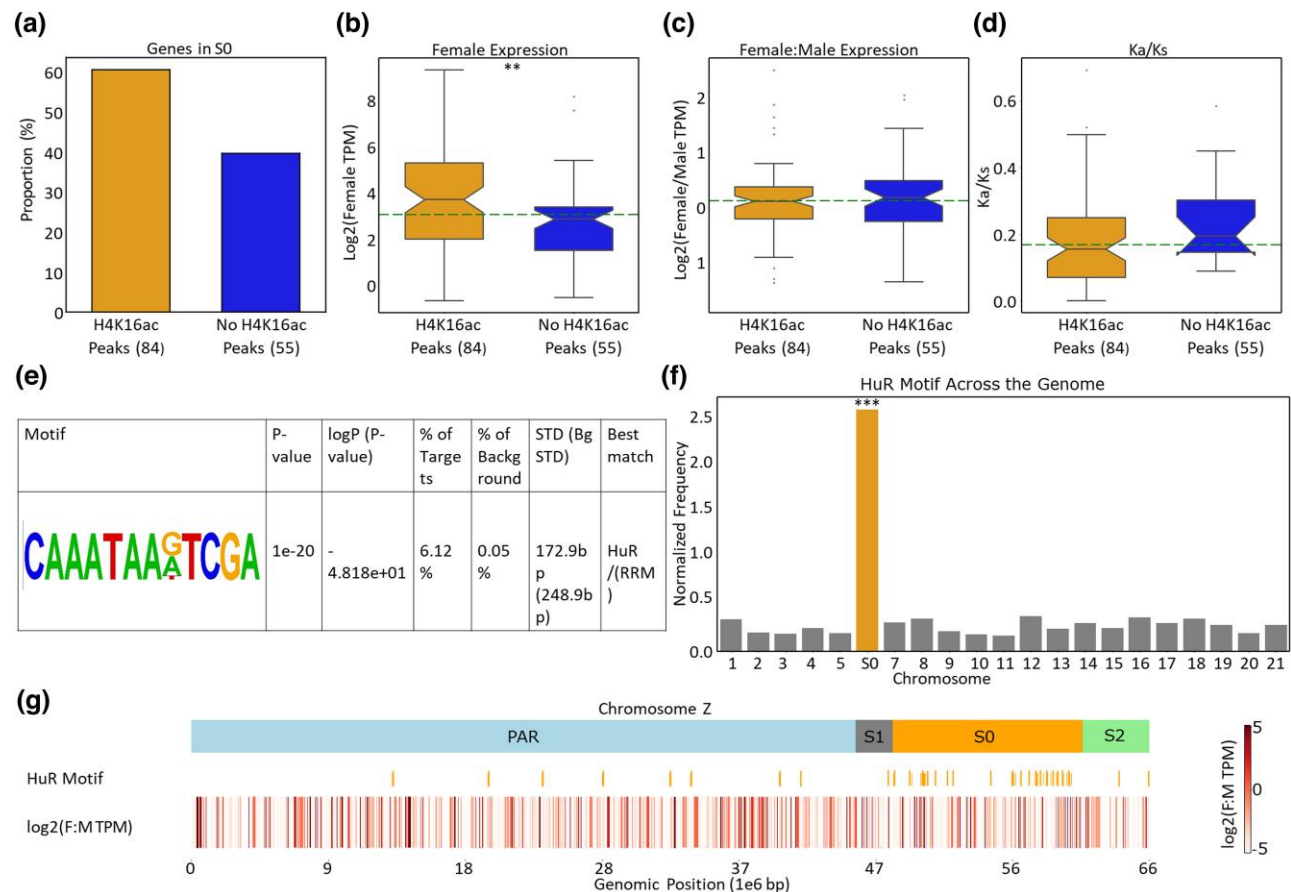 (a)
Genes in S0
Proportion (%)
60
50
40
30
20
10
0
H4K16ac
Peaks (84)
No H4K16ac
Peaks (55)
(b)
Female Expression
**
Log2(Female TPM)
8
6
4
2
0
H4K16ac
Peaks (84)
No H4K16ac
Peaks (55)
(c)
Female:Male Expression
Log2(Female/Male TPM)
2
1
0
1
H4K16ac
Peaks (84)
No H4K16ac
Peaks (55)
(d)
Ka/Ks
Ka/Ks
0.6
0.4
0.2
0.0
H4K16ac
Peaks (84)
No H4K16ac
Peaks (55)
(e)
Motif
P-
value
logP (P-
value)
% of
Targe
ts
% of
Backg
round
STD (Bg
STD)
Best
match
CAAATAAGTCGA
A
1e-20
-
4.818e+01
6.12
%
0.05
%
172.9b
p
(248.9b
p)
HuR
/(RRM
)
(f)
HuR Motif Across the Genome
***
Normalized Frequency
2.5
2.0
1.5
1.0
0.5
0.0
1 2 3 4 5 S0 7 8 9 10 11 12 13 14 15 16 17 18 19 20 21
Chromosome
(g)
Chromosome Z
PAR S1 S0 S2
HuR Motif
log2(F:M TPM)
0 9 18 28 37 47 56 66
Genomic Position (1e6 bp)
log2(F:M TPM)
5
0
-5